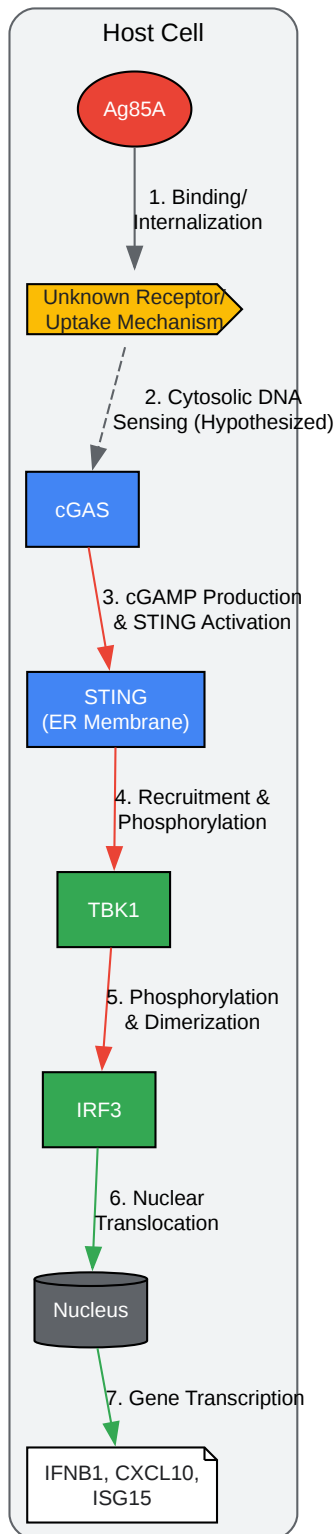 Host Cell
Ag85A
1. Binding/
Internalization
Unknown Receptor/
Uptake Mechanism
2. Cytosolic DNA
Sensing (Hypothesized)
cGAS
3. cGAMP Production
& STING Activation
STING
(ER Membrane)
4. Recruitment &
Phosphorylation
TBK1
5. Phosphorylation
& Dimerization
IRF3
6. Nuclear
Translocation
Nucleus
7. Gene Transcription
IFNB1, CXCL10,
ISG15